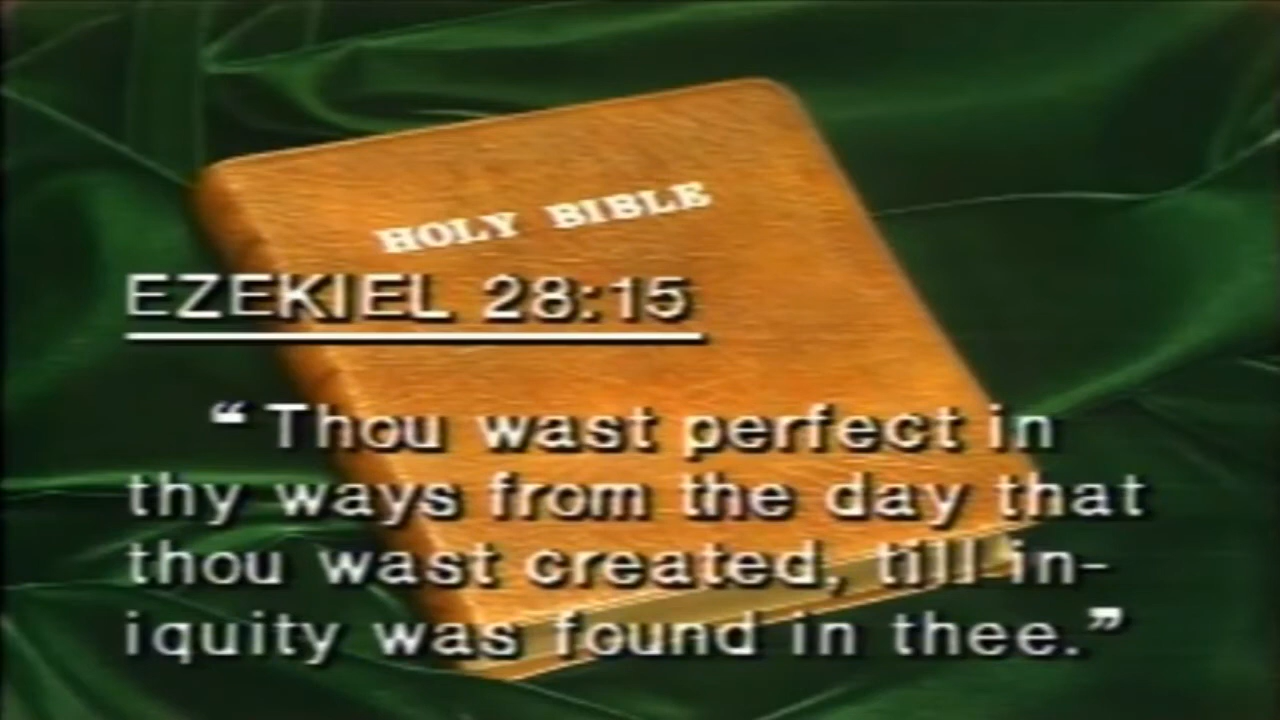 HOLY BIBLE
EZEKIEL 28:15
“Thou wast perfect in
thy ways from the day that
thou wast created, till in-
iquity was found in thee.”